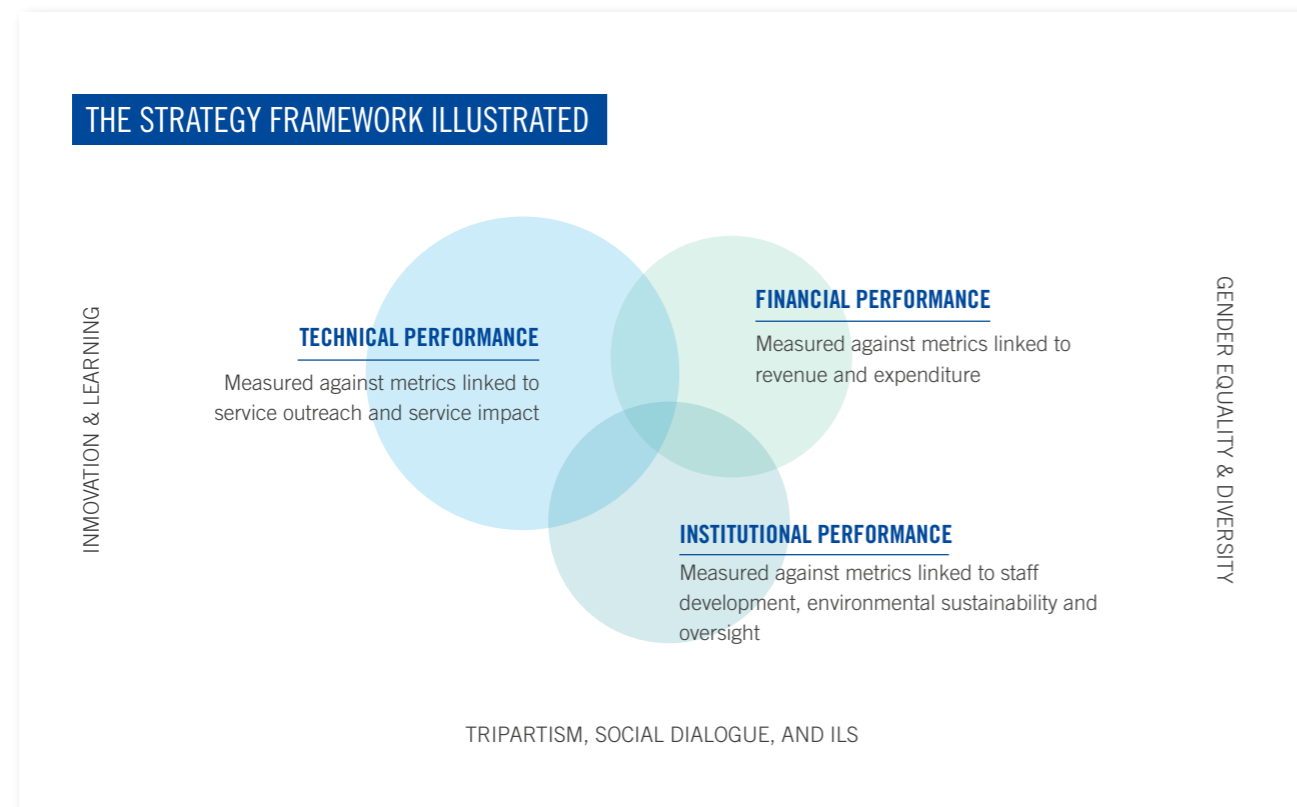 THE STRATEGY FRAMEWORK ILLUSTRATED
INMOVATION & LEARNING
TECHNICAL PERFORMANCE
Measured against metrics linked to
service outreach and service impact
FINANCIAL PERFORMANCE
Measured against metrics linked to
revenue and expenditure
INSTITUTIONAL PERFORMANCE
Measured against metrics linked to staff
development, environmental sustainability and
oversight
GENDER EQUALITY & DIVERSITY
TRIPARTISM, SOCIAL DIALOGUE, AND ILS